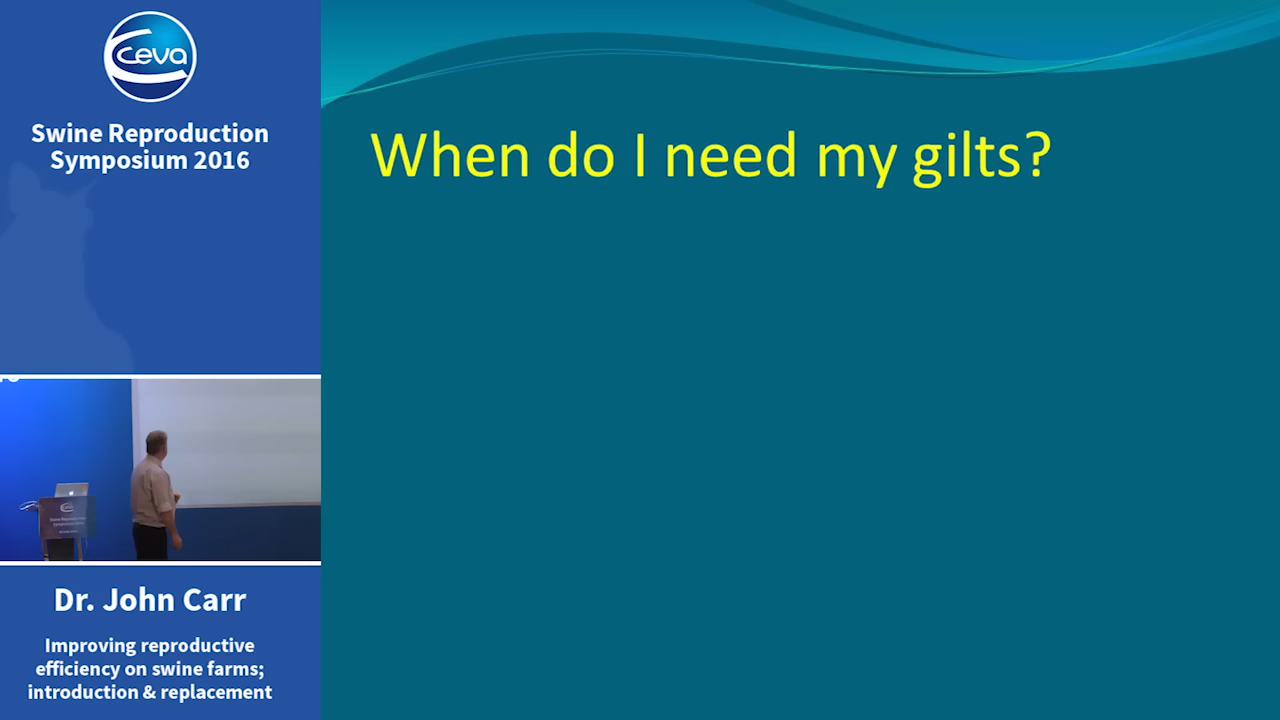 ceva
Swine Reproduction
Symposium 2016
When do I need my gilts?
ceva
Dr. John Carr
Improving reproductive
efficiency on swine farms;
introduction & replacement